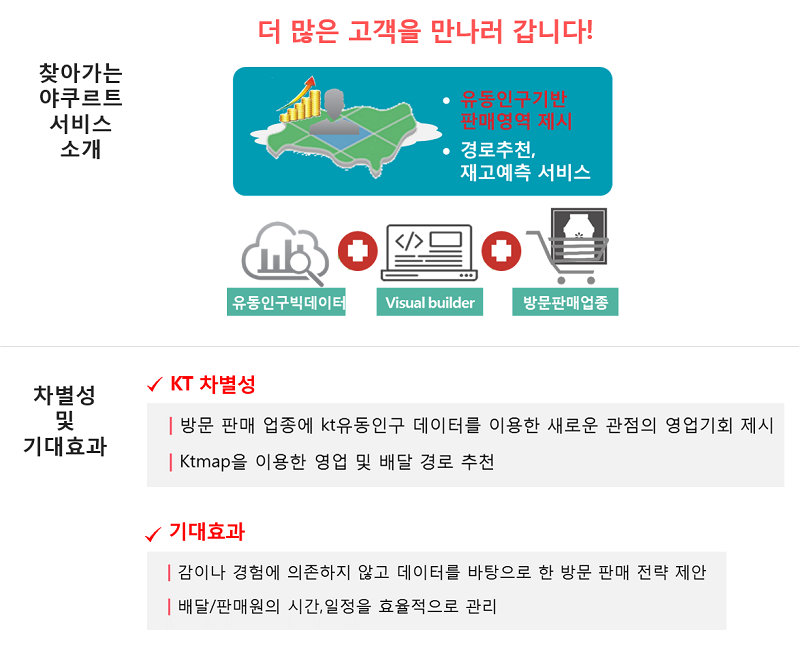 더 많은 고객을 만나러 갑니다!
찾아가는
야쿠르트
서비스
소개
• 유동인구기반
판매영역 제시
• 경로추천,
재고예측 서비스
유동인구빅데이터
Visual builder
방문판매업종
차별성
및
기대효과
✓ KT 차별성
| 방문 판매 업종에 kt유동인구 데이터를 이용한 새로운 관점의 영업기회 제시
| Ktmap을 이용한 영업 및 배달 경로 추천
✓ 기대효과
| 감이나 경험에 의존하지 않고 데이터를 바탕으로 한 방문 판매 전략 제안
| 배달/판매원의 시간,일정을 효율적으로 관리